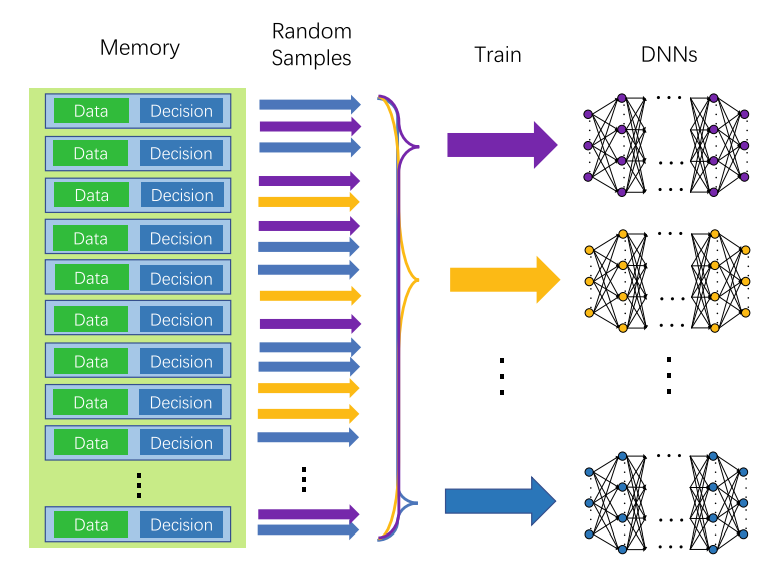 Memory
Random
Samples
Train
DNNs
Data Decision
Data Decision
Data Decision
Data Decision
Data Decision
Data Decision
Data Decision
Data Decision
Data Decision
Data Decision